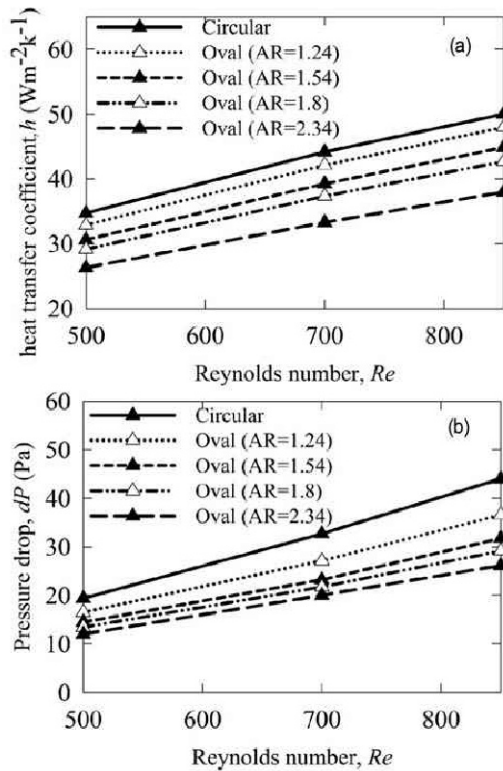 heat transfer coefficient, h (Wm⁻²k⁻¹)
60
50
40
30
20
Circular
Oval (AR=1.24)
Oval (AR=1.54)
Oval (AR=1.8)
Oval (AR=2.34)
(a)
500 600 700 800
Reynolds number, Re
Pressure drop, dP (Pa)
60
50
40
30
20
10
0
Circular
Oval (AR=1.24)
Oval (AR=1.54)
Oval (AR=1.8)
Oval (AR=2.34)
(b)
500 600 700 800
Reynolds number, Re